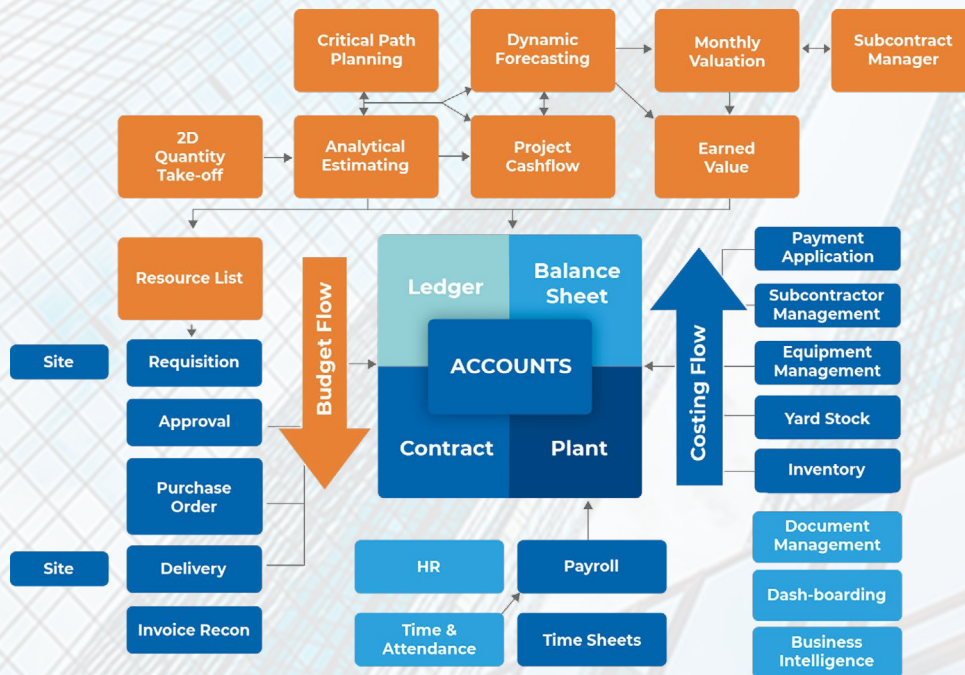 Critical Path
Planning
Dynamic
Forecasting
Monthly
Valuation
Subcontract
Manager
2D
Quantity
Take-off
Analytical
Estimating
Project
Cashflow
Earned
Value
Resource List
Budget Flow
Ledger
Balance
Sheet
ACCOUNTS
Contract
Plant
Costing Flow
Payment
Application
Subcontractor
Management
Equipment
Management
Yard Stock
Inventory
Site
Requisition
Approval
Purchase
Order
Site
Delivery
Invoice Recon
HR
Payroll
Time &
Attendance
Time Sheets
Document
Management
Dash-boarding
Business
Intelligence